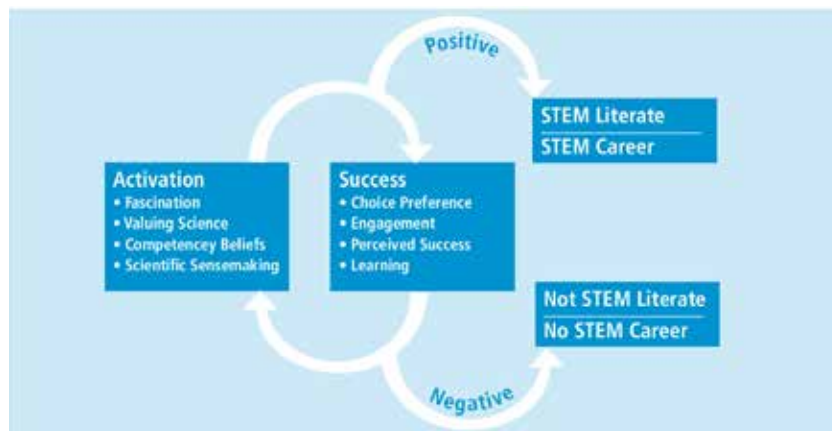 Positive
STEM Literate
STEM Career
Activation
• Fascination
• Valuing Science
• Competencey Beliefs
• Scientific Sensemaking
Success
• Choice Preference
• Engagement
• Perceived Success
• Learning
Not STEM Literate
No STEM Career
Negative